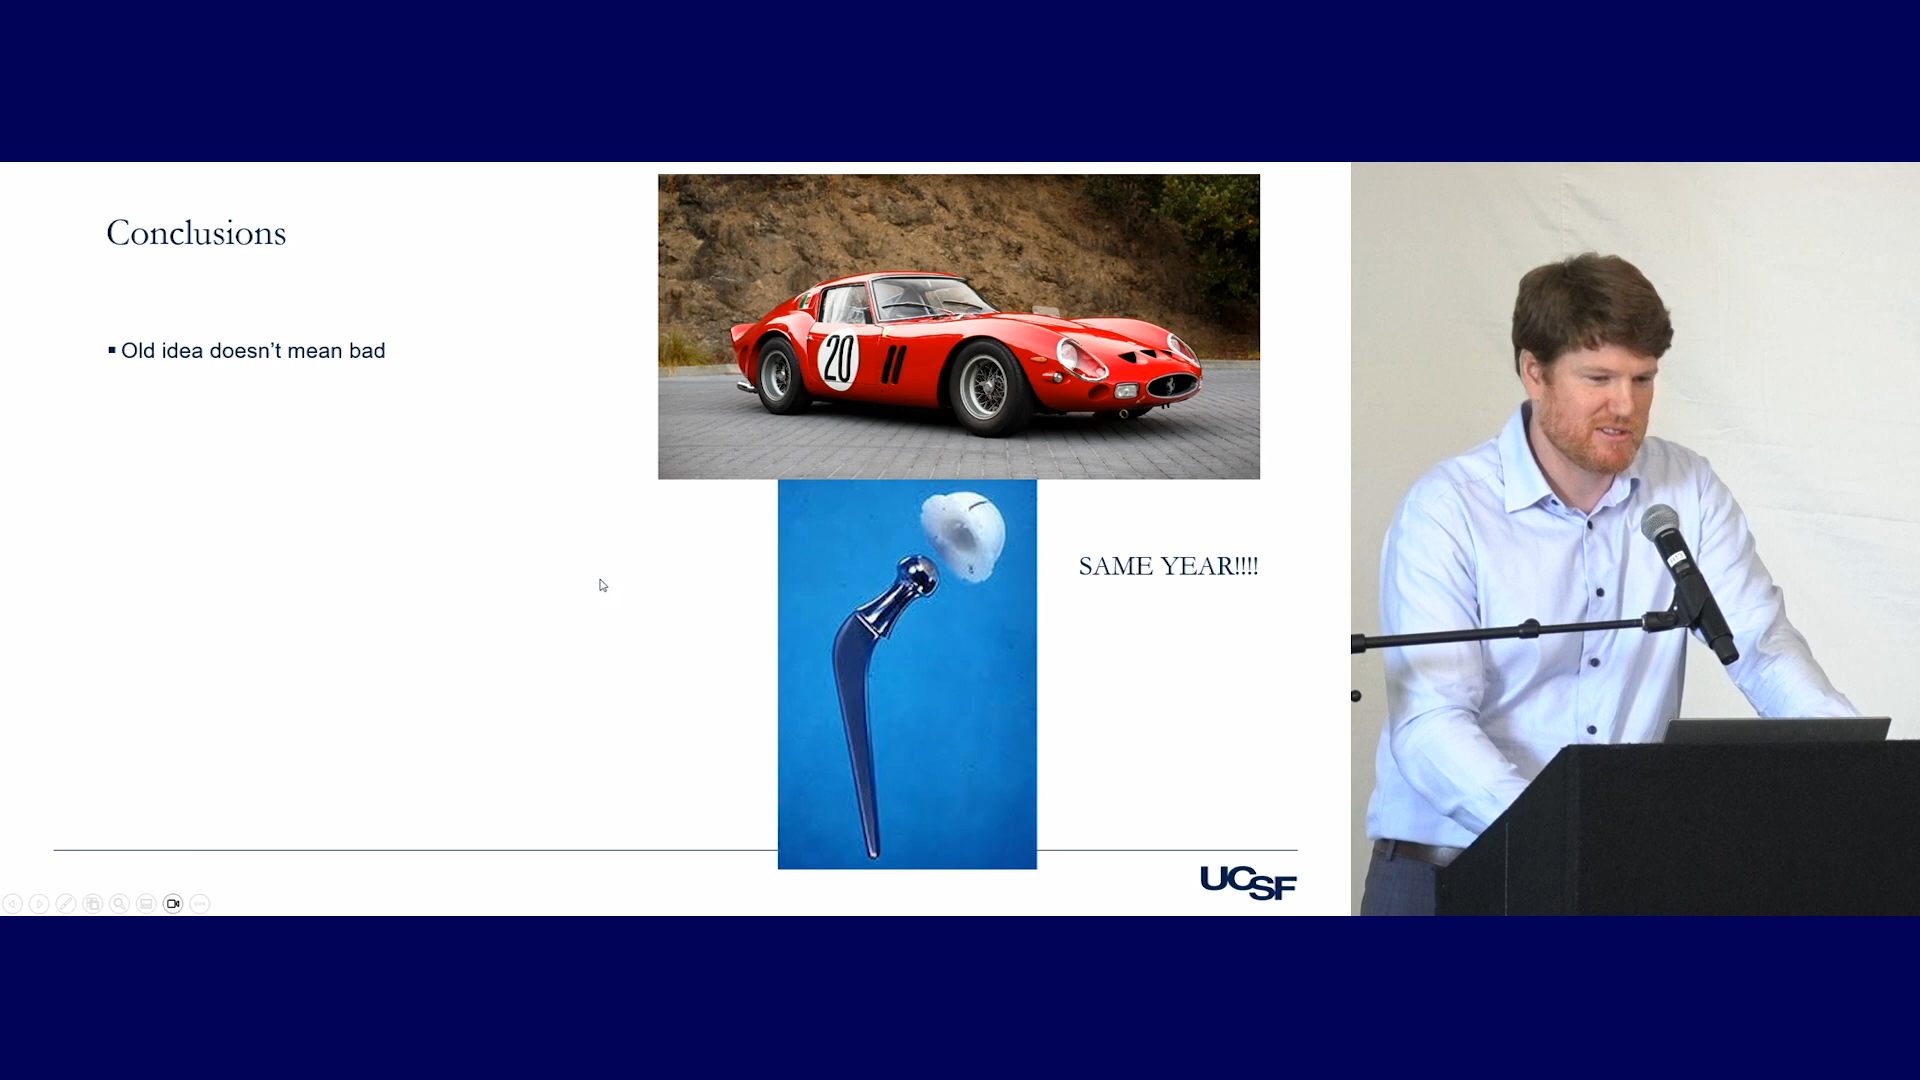 Conclusions
▪ Old idea doesn’t mean bad
20
SAME YEAR!!!!
UCSF